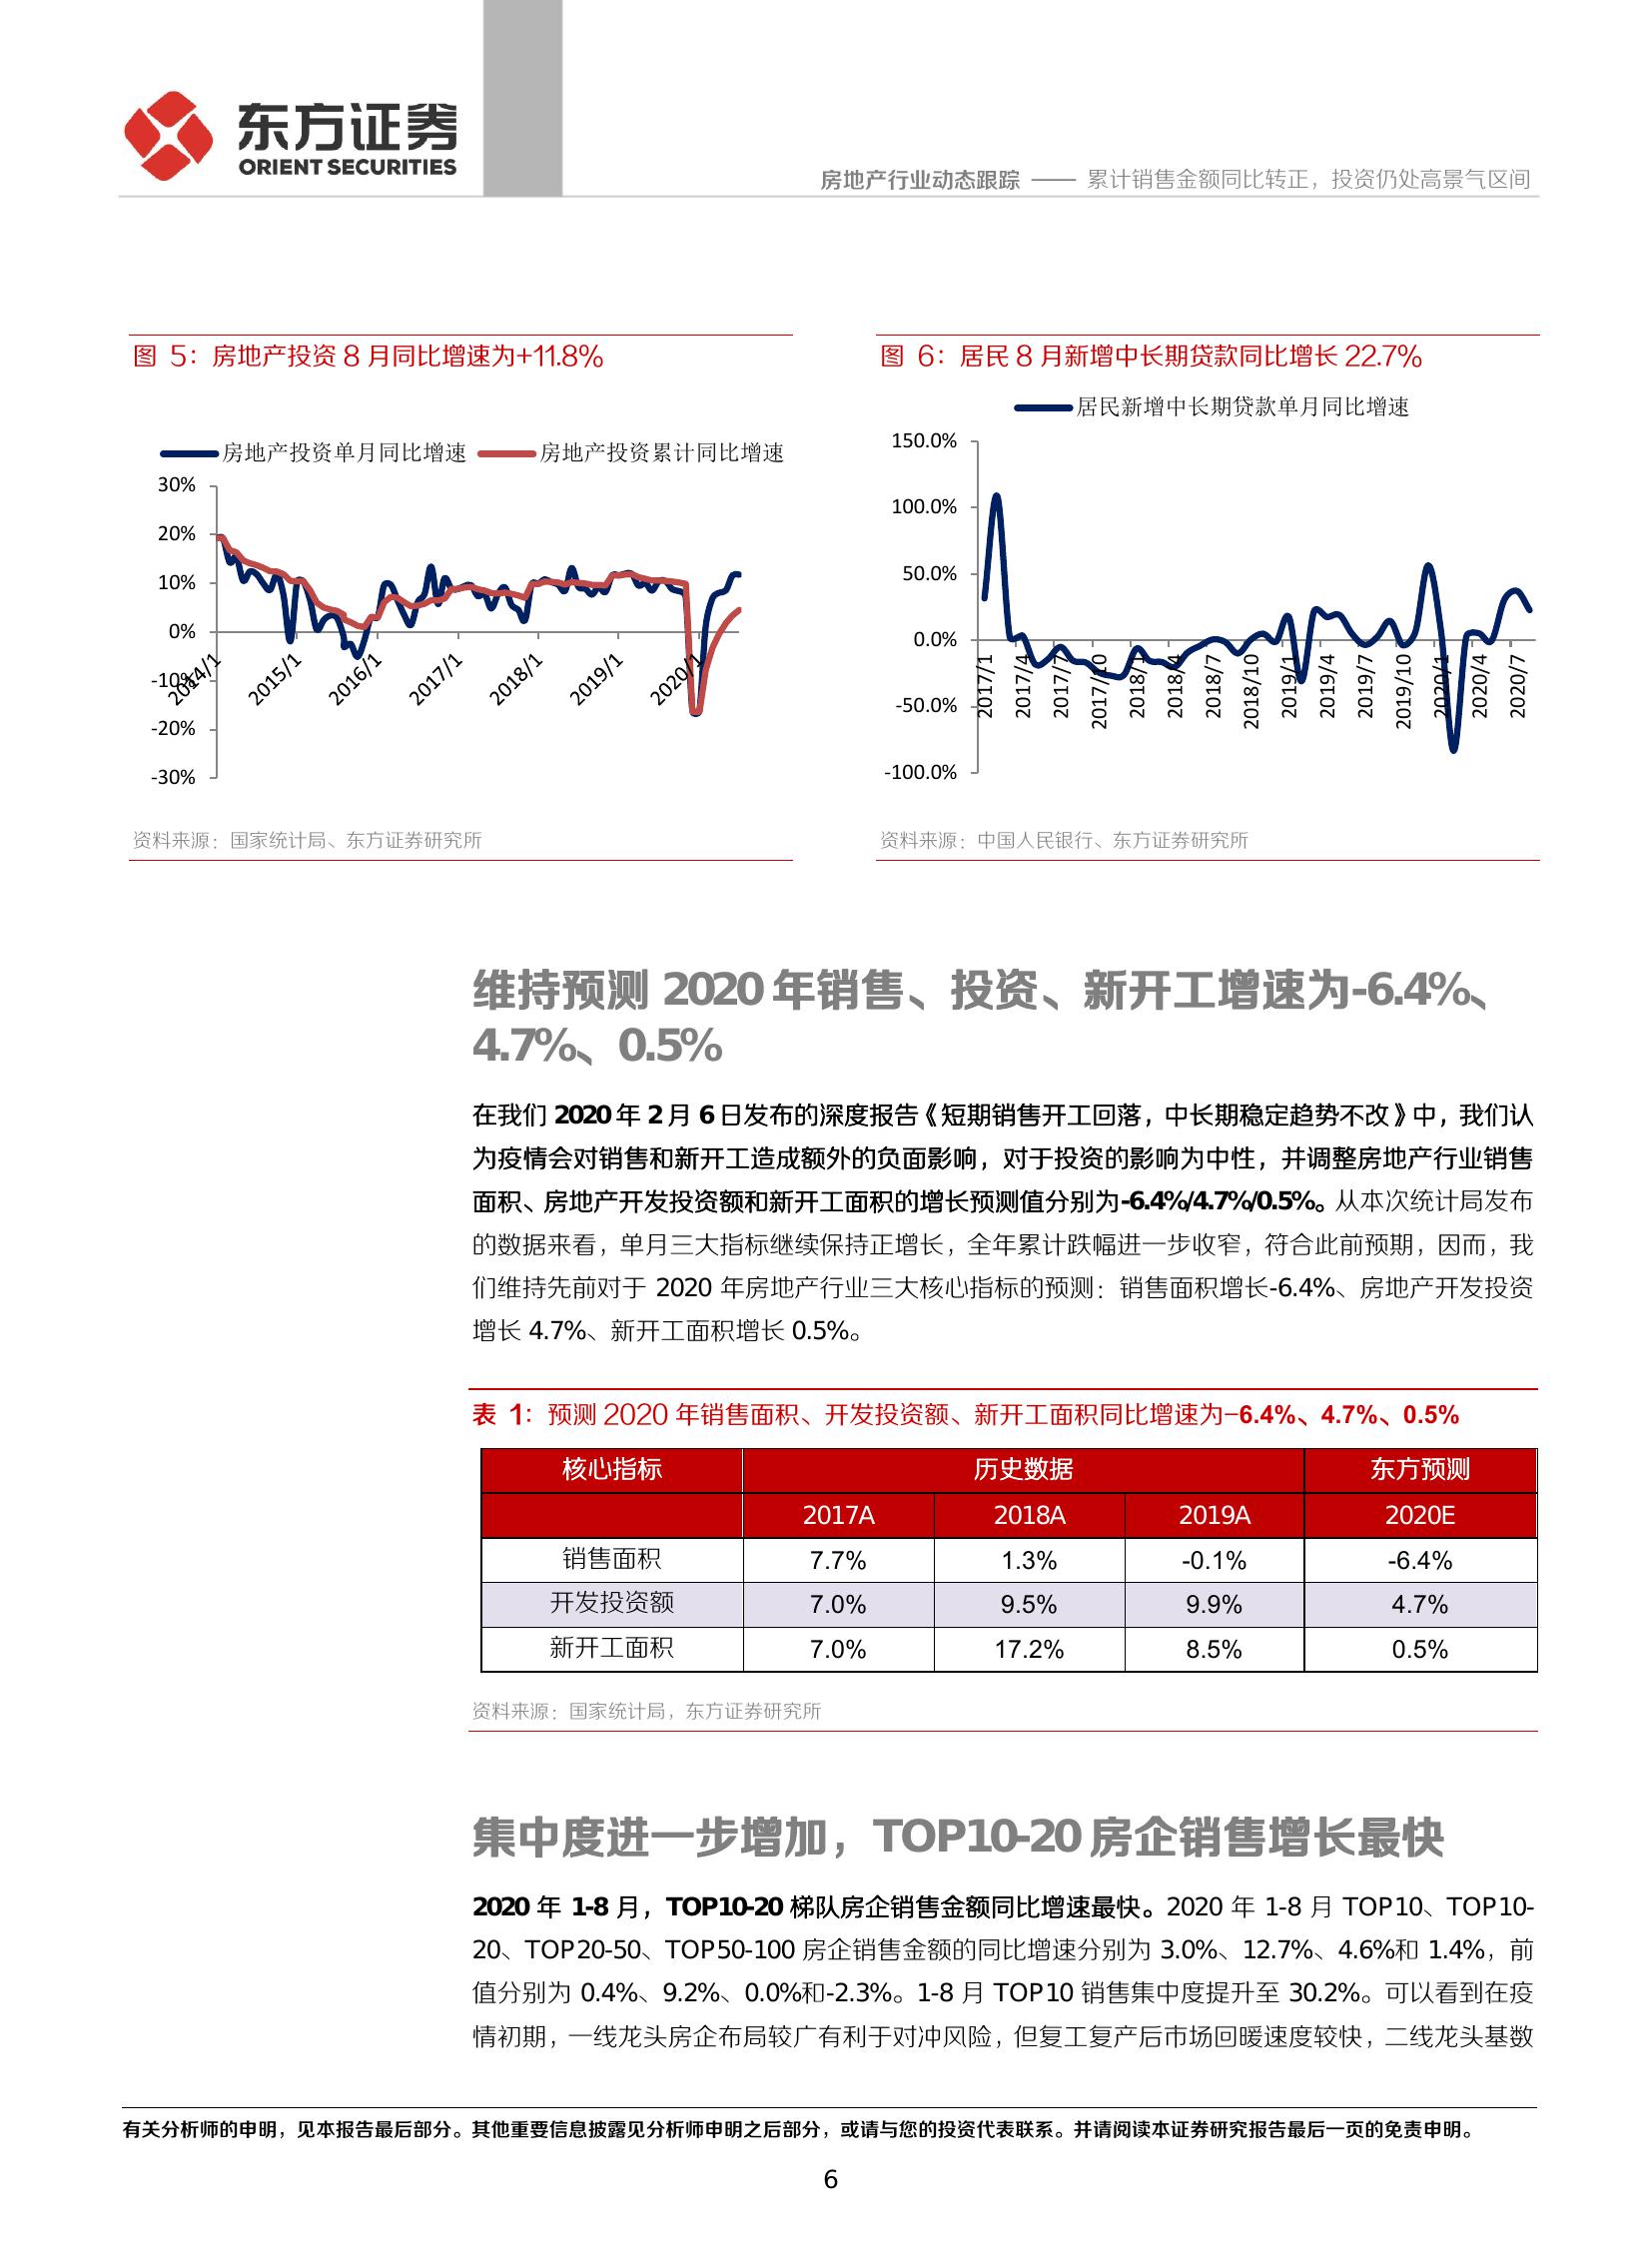 东方证券
ORIENT SECURITIES
房地产行业动态跟踪 —— 累计销售金额同比转正，投资仍处高景气区间
图 5：房地产投资 8 月同比增速为+11.8%
房地产投资单月同比增速 房地产投资累计同比增速
30%
20%
10%
0%
-10%
-20%
-30%
2014/1 2015/1 2016/1 2017/1 2018/1 2019/1 2020/1
资料来源：国家统计局、东方证券研究所
图 6：居民 8 月新增中长期贷款同比增长 22.7%
居民新增中长期贷款单月同比增速
150.0%
100.0%
50.0%
0.0%
-50.0%
-100.0%
2017/1 2017/4 2017/7 2017/10 2018/1 2018/4 2018/7 2018/10 2019/1 2019/4 2019/7 2019/10 2020/1 2020/4 2020/7
资料来源：中国人民银行、东方证券研究所
维持预测 2020 年销售、投资、新开工增速为-6.4%、
4.7%、0.5%
在我们 2020 年 2 月 6 日发布的深度报告《短期销售开工回落，中长期稳定趋势不改》中，我们认
为疫情会对销售和新开工造成额外的负面影响，对于投资的影响为中性，并调整房地产行业销售
面积、房地产开发投资额和新开工面积的增长预测值分别为-6.4%/4.7%/0.5%。从本次统计局发布
的数据来看，单月三大指标继续保持正增长，全年累计跌幅进一步收窄，符合此前预期，因而，我
们维持先前对于 2020 年房地产行业三大核心指标的预测：销售面积增长-6.4%、房地产开发投资
增长 4.7%、新开工面积增长 0.5%。
表 1：预测 2020 年销售面积、开发投资额、新开工面积同比增速为–6.4%、4.7%、0.5%
核心指标 历史数据 东方预测
2017A 2018A 2019A 2020E
销售面积 7.7% 1.3% -0.1% -6.4%
开发投资额 7.0% 9.5% 9.9% 4.7%
新开工面积 7.0% 17.2% 8.5% 0.5%
资料来源：国家统计局，东方证券研究所
集中度进一步增加，TOP10-20 房企销售增长最快
2020 年 1-8 月，TOP10-20 梯队房企销售金额同比增速最快。2020 年 1-8 月 TOP10、TOP10-
20、TOP20-50、TOP50-100 房企销售金额的同比增速分别为 3.0%、12.7%、4.6%和 1.4%，前
值分别为 0.4%、9.2%、0.0%和-2.3%。1-8 月 TOP10 销售集中度提升至 30.2%。可以看到在疫
情初期，一线龙头房企布局较广有利于对冲风险，但复工复产后市场回暖速度较快，二线龙头基数
有关分析师的申明，见本报告最后部分。其他重要信息披露见分析师申明之后部分，或请与您的投资代表联系。并请阅读本证券研究报告最后一页的免责申明。
6